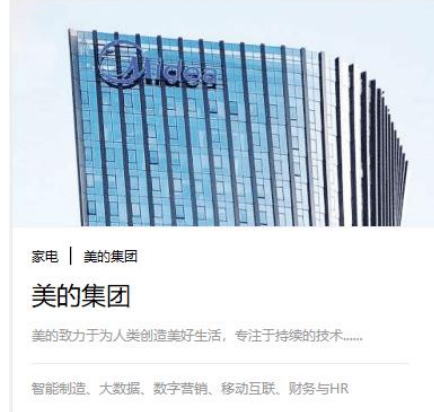 Midea
家电 | 美的集团
美的集团
美的致力于为人类创造美好生活，专注于持续的技术......
智能制造、大数据、数字营销、移动互联、财务与HR